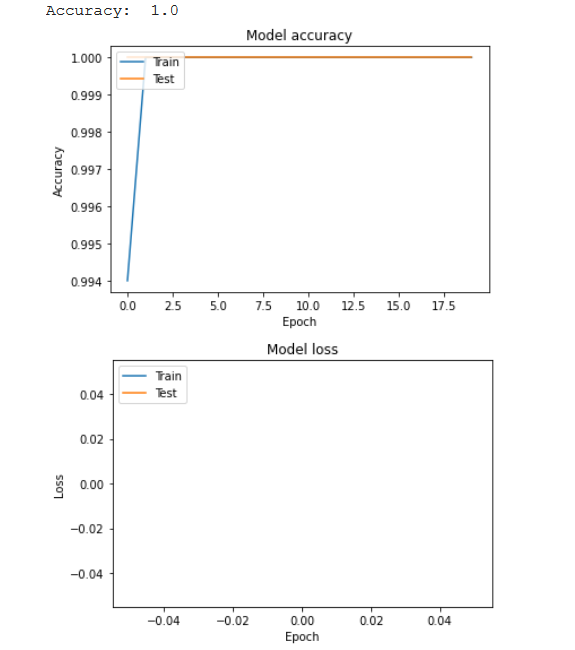 Accuracy:  1.0
Model accuracy
1.000
0.999
0.998
0.997
0.996
0.995
0.994
Accuracy
Train
Test
0.0 2.5 5.0 7.5 10.0 12.5 15.0 17.5
Epoch
Model loss
0.04
0.02
0.00
−0.02
−0.04
Loss
Train
Test
−0.04 −0.02 0.00 0.02 0.04
Epoch